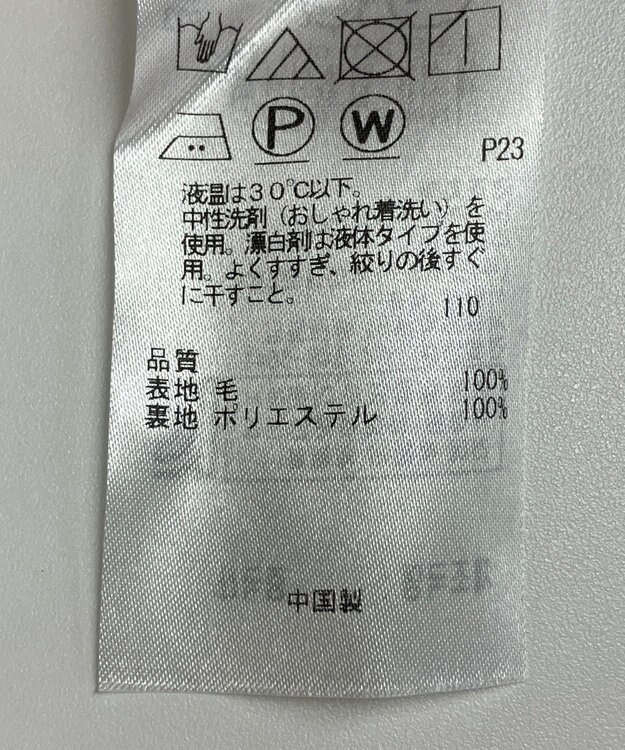 P
W
P23
液温は30℃以下。
中性洗剤（おしゃれ着洗い）を
使用。漂白剤は液体タイプを使
用。よくすすぎ、絞りの後すぐ
に干すこと。
110
品質
表地 毛 100%
裏地 ポリエステル 100%
中国製